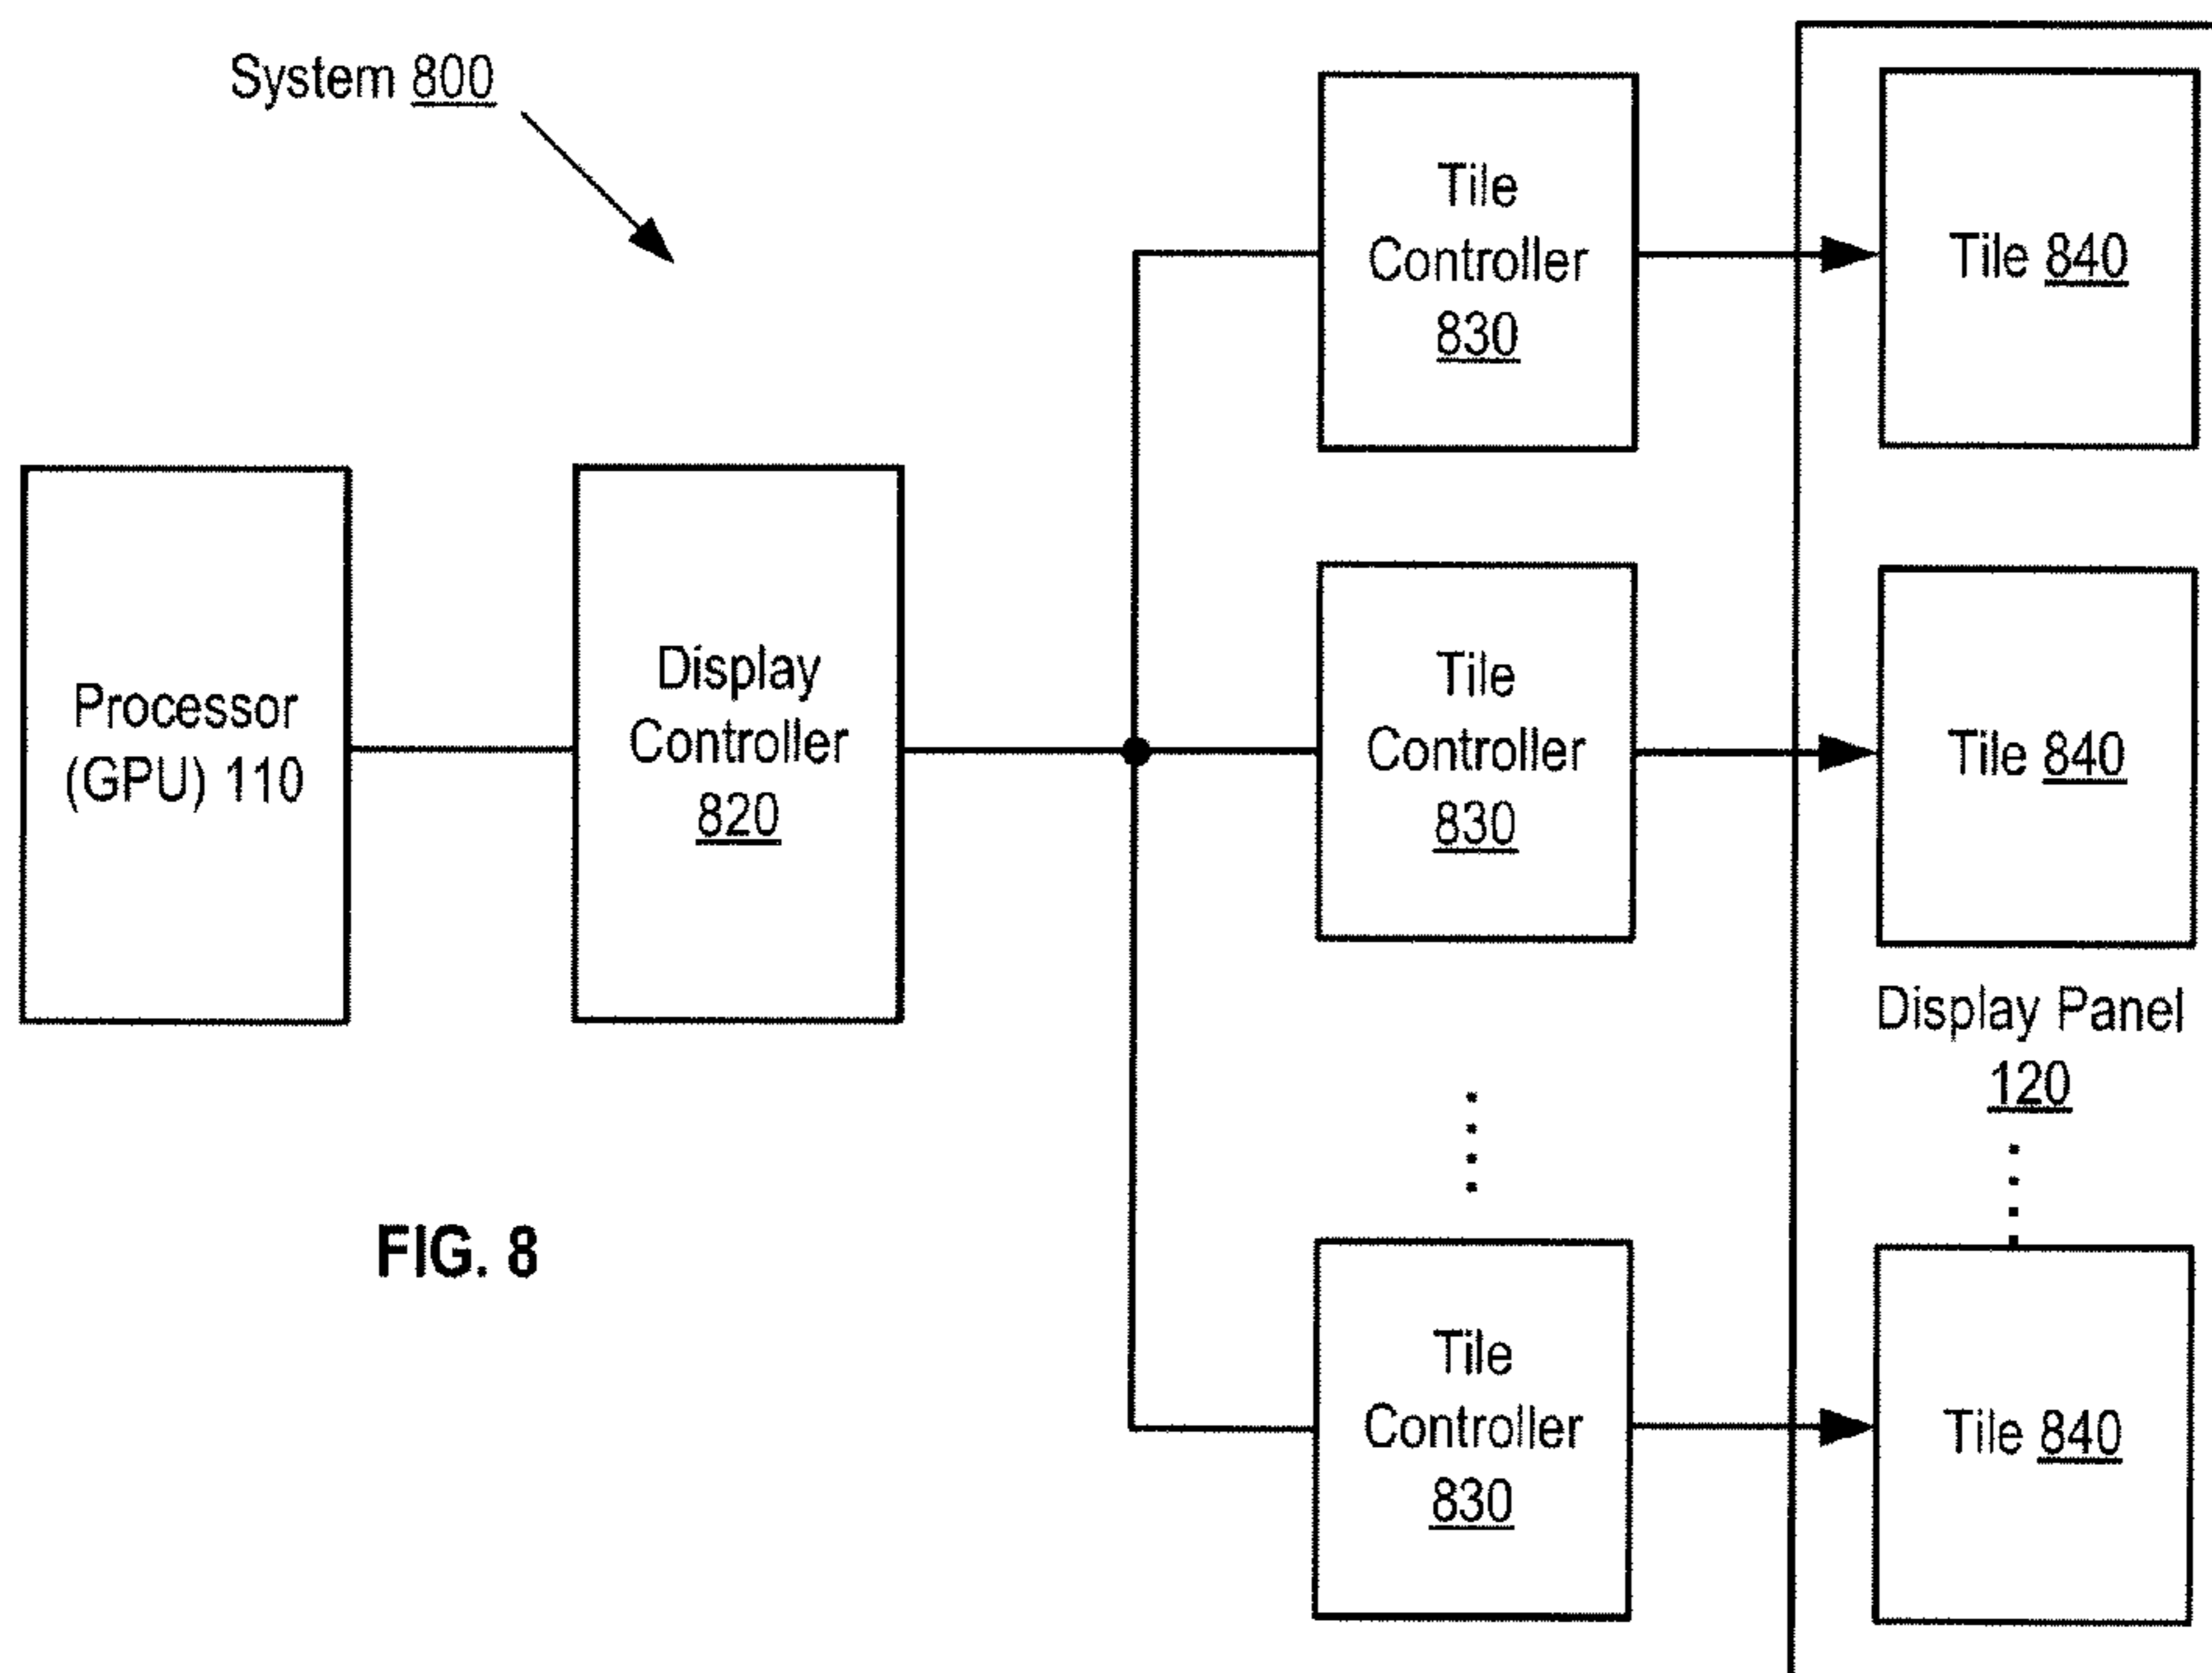 System 800
Tile
Controller
830
Tile 840
Processor
(GPU) 110
Display
Controller
820
Tile
Controller
830
Tile 840
Display Panel
120
FIG. 8
Tile
Controller
830
Tile 840